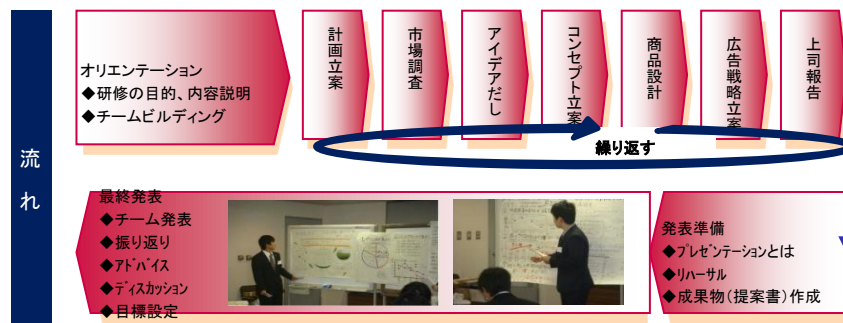 流れ
オリエンテーション
◆研修の目的、内容説明
◆チームビルディング
計画立案
市場調査
アイデアだし
コンセプト立案
商品設計
広告戦略立案
上司報告
繰り返す
発表準備
◆プレゼンテーションとは
◆リハーサル
◆成果物(提案書)作成
最終発表
◆チーム発表
◆振り返り
◆アドバイス
◆ディスカッション
◆目標設定